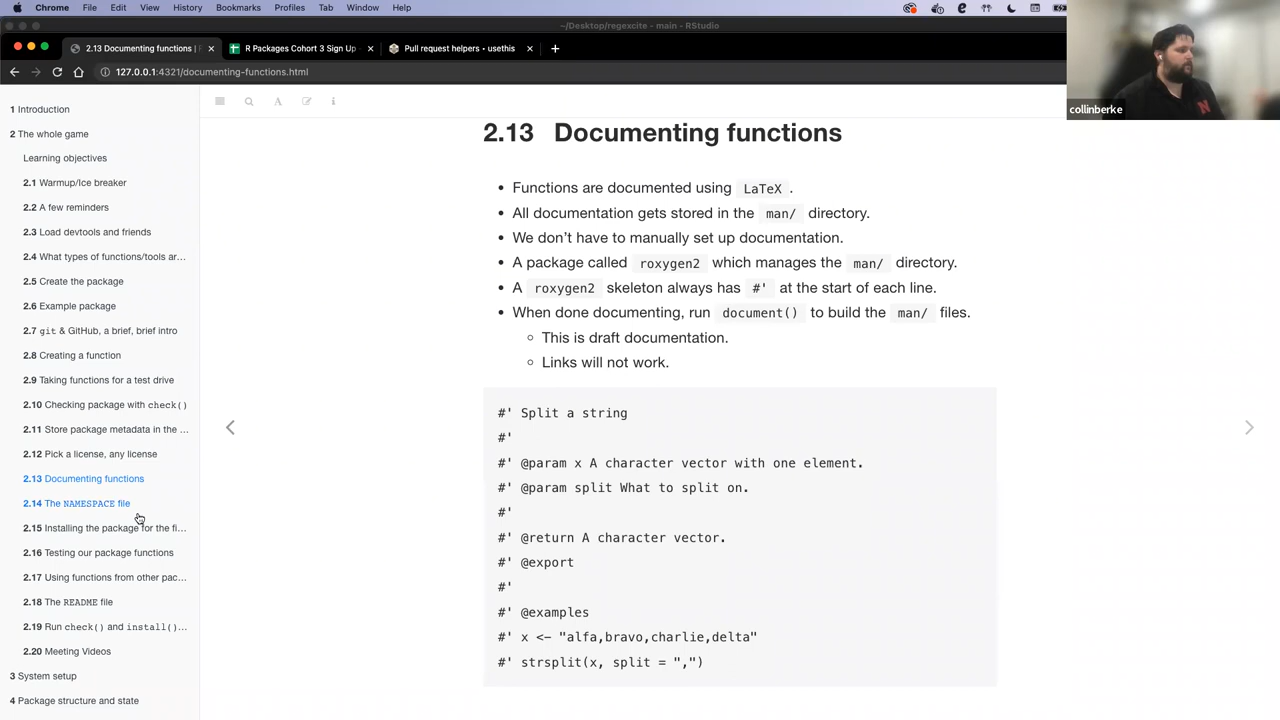 Chrome File Edit View History Bookmarks Profiles Tab Window Help
~/Desktop/regexcite - main - RStudio
2.13 Documenting functions |
R Packages Cohort 3 Sign Up -
Pull request helpers • usethis
127.0.0.1:4321/documenting-functions.html
collinberke
1 Introduction
2 The whole game
Learning objectives
2.1 Warmup/Ice breaker
2.2 A few reminders
2.3 Load devtools and friends
2.4 What types of functions/tools ar...
2.5 Create the package
2.6 Example package
2.7 git & GitHub, a brief, brief intro
2.8 Creating a function
2.9 Taking functions for a test drive
2.10 Checking package with check()
2.11 Store package metadata in the ...
2.12 Pick a license, any license
2.13 Documenting functions
2.14 The NAMESPACE file
2.15 Installing the package for the fi...
2.16 Testing our package functions
2.17 Using functions from other pac...
2.18 The README file
2.19 Run check() and install()...
2.20 Meeting Videos
3 System setup
4 Package structure and state
2.13 Documenting functions
• Functions are documented using LaTeX .
• All documentation gets stored in the man/ directory.
• We don’t have to manually set up documentation.
• A package called roxygen2 which manages the man/ directory.
• A roxygen2 skeleton always has #' at the start of each line.
• When done documenting, run document() to build the man/ files.
◦ This is draft documentation.
◦ Links will not work.
#' Split a string
#'
#' @param x A character vector with one element.
#' @param split What to split on.
#'
#' @return A character vector.
#' @export
#'
#' @examples
#' x <- "alfa,bravo,charlie,delta"
#' strsplit(x, split = ",")